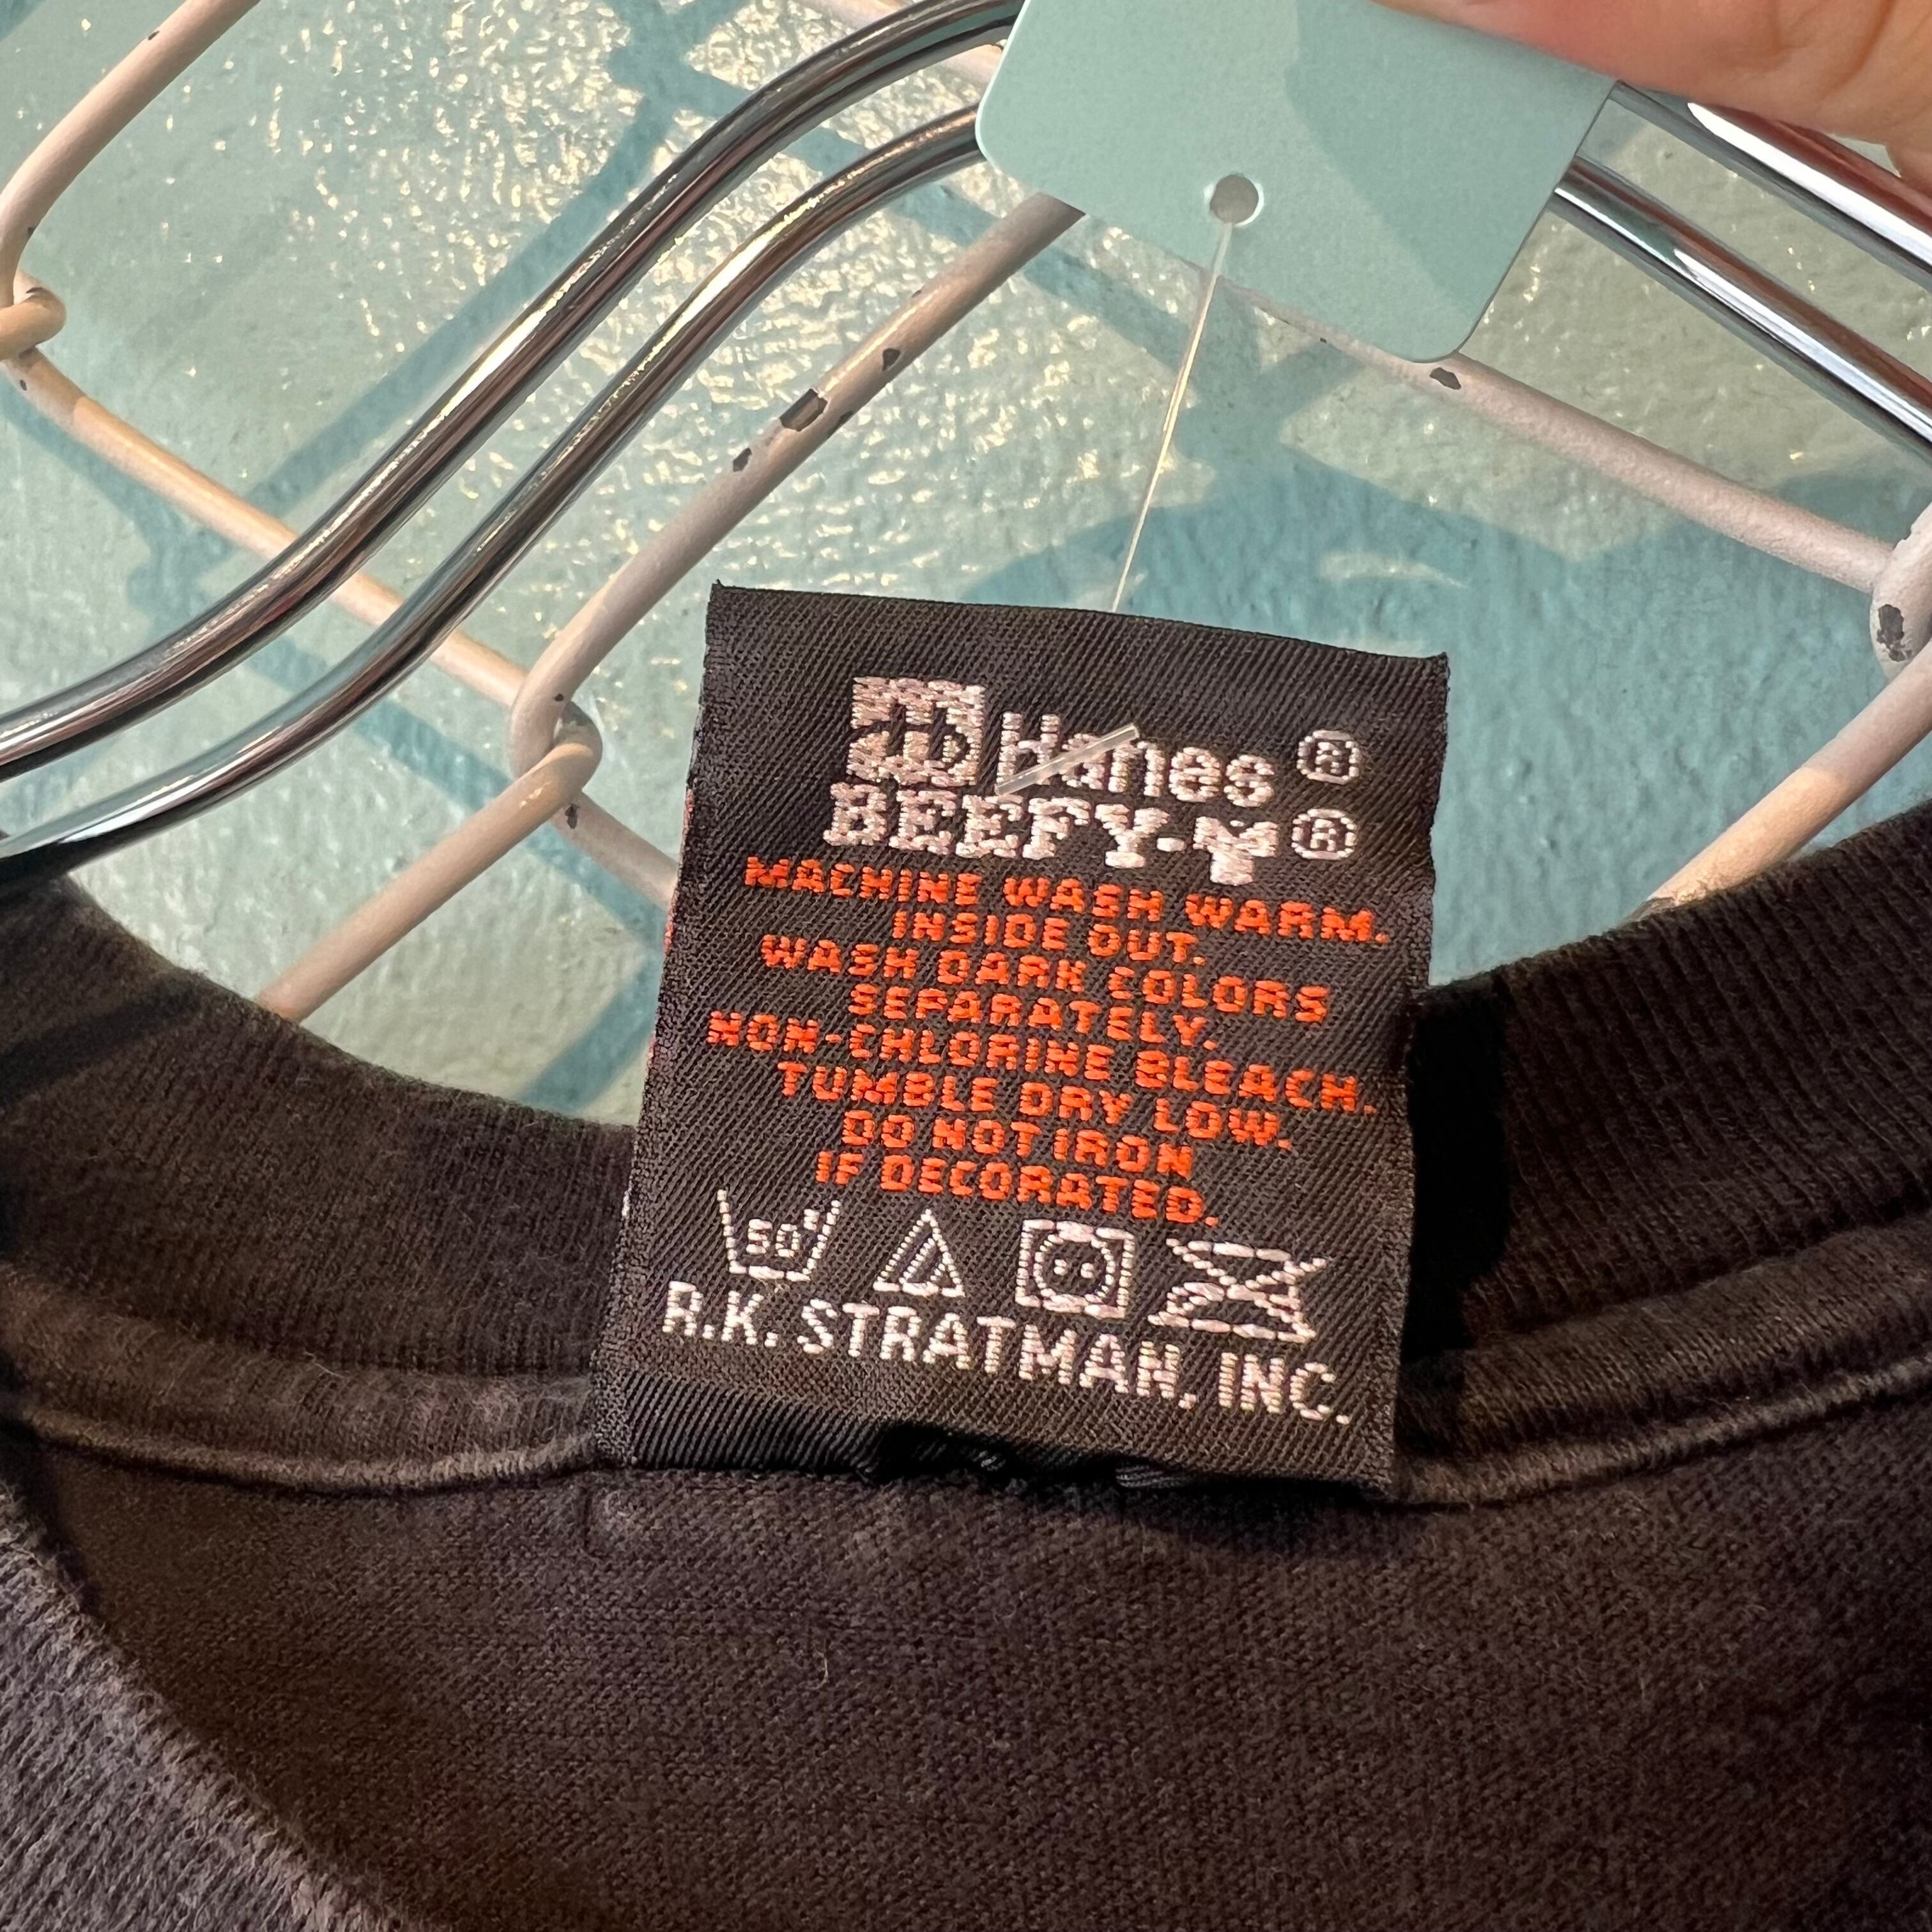 Hanes®
BEEFY-T®
MACHINE WASH WARM.
INSIDE OUT.
WASH DARK COLORS
SEPARATELY.
NON-CHLORINE BLEACH.
TUMBLE DRY LOW.
DO NOT IRON
IF DECORATED.
50°
R.K. STRATMAN, INC.